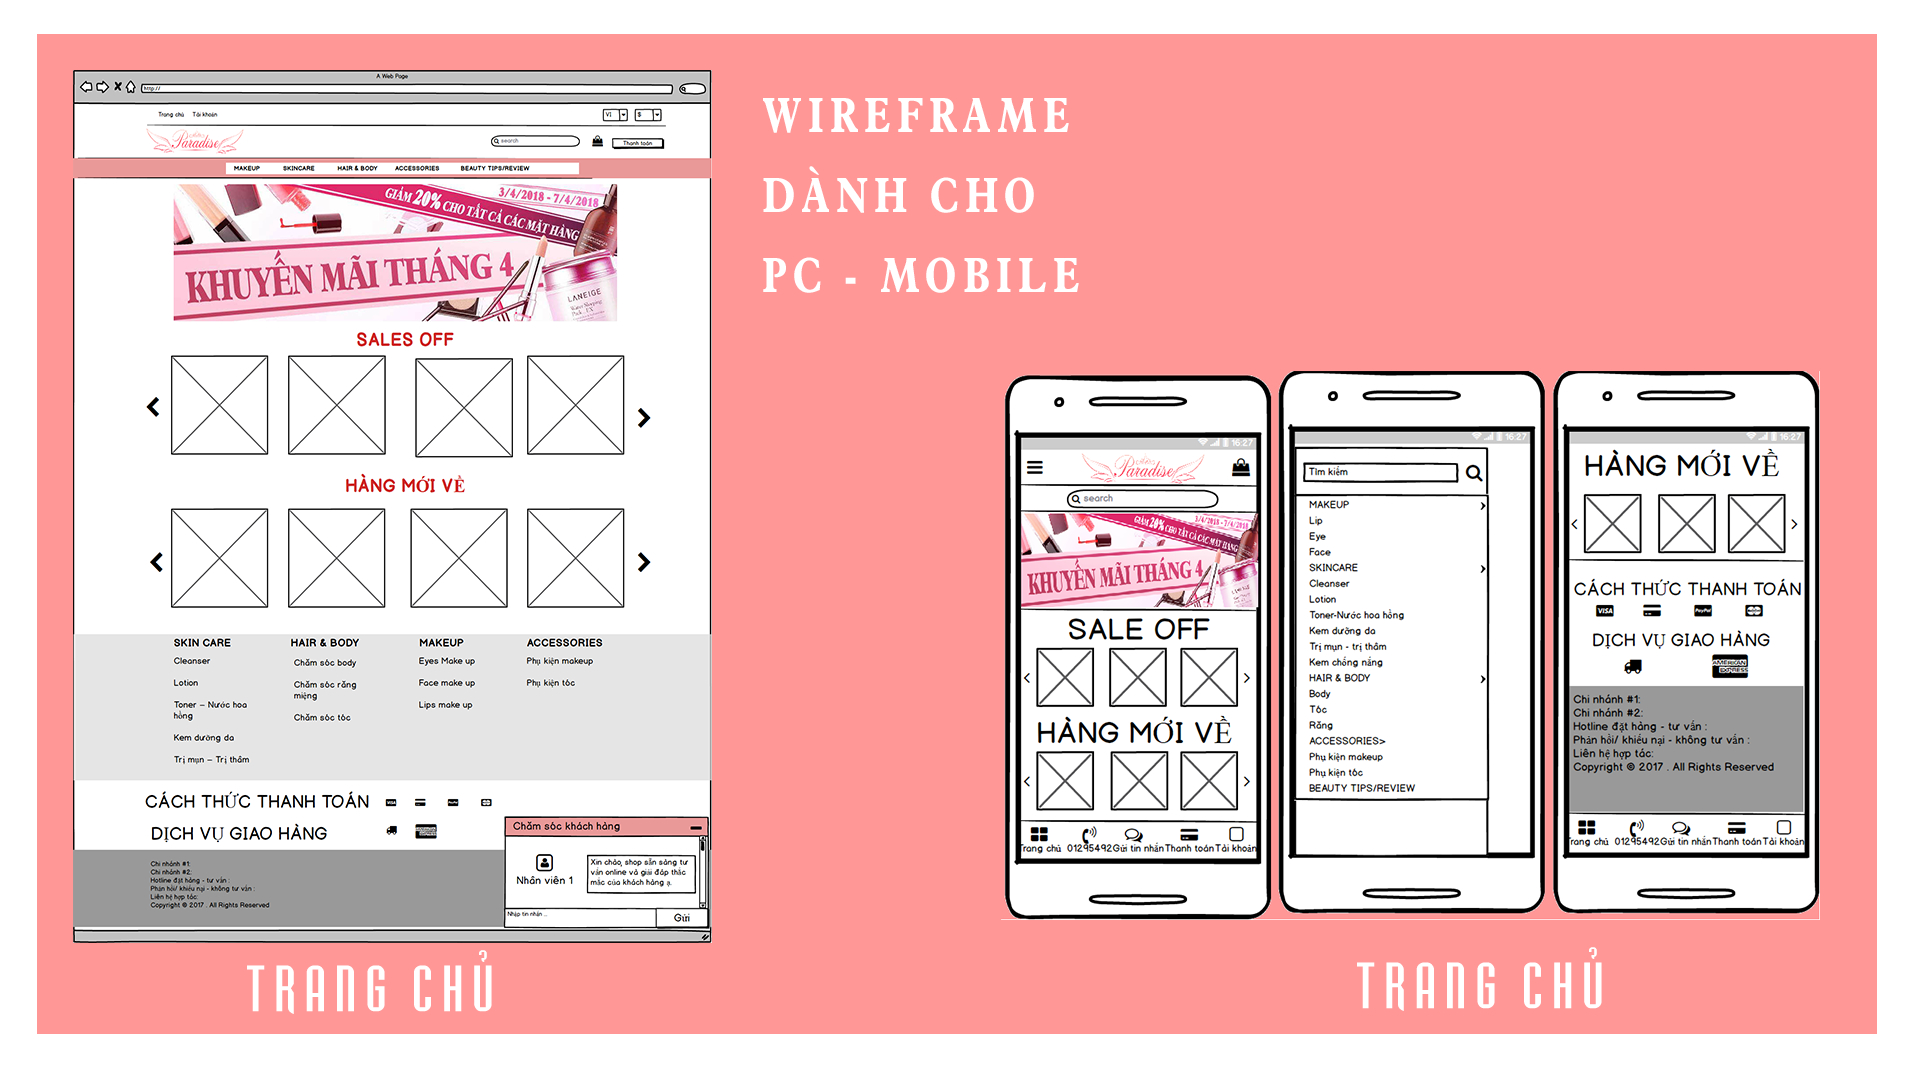 A Web Page
http://
Trang chủ Tài khoản
VI $
Paradise
search
Thanh toán
MAKEUP SKINCARE HAIR & BODY ACCESSORIES BEAUTY TIPS/REVIEW
3/4/2018 - 7/4/2018
GIẢM 20% CHO TẤT CẢ CÁC MẶT HÀNG
KHUYẾN MÃI THÁNG 4
LANEIGE
SALES OFF
HÀNG MỚI VỀ
SKIN CARE
Cleanser
Lotion
Toner – Nước hoa
hồng
Kem dưỡng da
Trị mụn – Trị thâm
HAIR & BODY
Chăm sóc body
Chăm sóc răng
miệng
Chăm sóc tóc
MAKEUP
Eyes Make up
Face make up
Lips make up
ACCESSORIES
Phụ kiện makeup
Phụ kiện tóc
CÁCH THỨC THANH TOÁN
DỊCH VỤ GIAO HÀNG
Chi nhánh #1:
Chi nhánh #2:
Hotline đặt hàng - tư vấn :
Phản hồi/ khiếu nại - không tư vấn :
Liên hệ hợp tác:
Copyright © 2017 . All Rights Reserved
Chăm sóc khách hàng
Nhân viên 1
Xin chào, shop sẵn sàng tư
vấn online và giải đáp thắc
mắc của khách hàng ạ.
Nhập tin nhắn ...
Gửi
TRANG CHỦ
WIREFRAME
DÀNH CHO
PC - MOBILE
16:27
Paradise
search
3/4/2018 - 7/4/2018
GIẢM 20% CHO TẤT CẢ CÁC MẶT HÀNG
KHUYẾN MÃI THÁNG 4
SALE OFF
HÀNG MỚI VỀ
Trang chủ 01295492 Gửi tin nhắn Thanh toán Tài khoản
16:27
Tìm kiếm
MAKEUP
Lip
Eye
Face
SKINCARE
Cleanser
Lotion
Toner-Nước hoa hồng
Kem dưỡng da
Trị mụn - trị thâm
Kem chống nắng
HAIR & BODY
Body
Tóc
Răng
ACCESSORIES>
Phụ kiện makeup
Phụ kiện tóc
BEAUTY TIPS/REVIEW
16:27
HÀNG MỚI VỀ
CÁCH THỨC THANH TOÁN
VISA PayPal
DỊCH VỤ GIAO HÀNG
AMERICAN
EXPRESS
Chi nhánh #1:
Chi nhánh #2:
Hotline đặt hàng - tư vấn :
Phản hồi/ khiếu nại - không tư vấn :
Liên hệ hợp tác:
Copyright © 2017 . All Rights Reserved
Trang chủ 01295492 Gửi tin nhắn Thanh toán Tài khoản
TRANG CHỦ